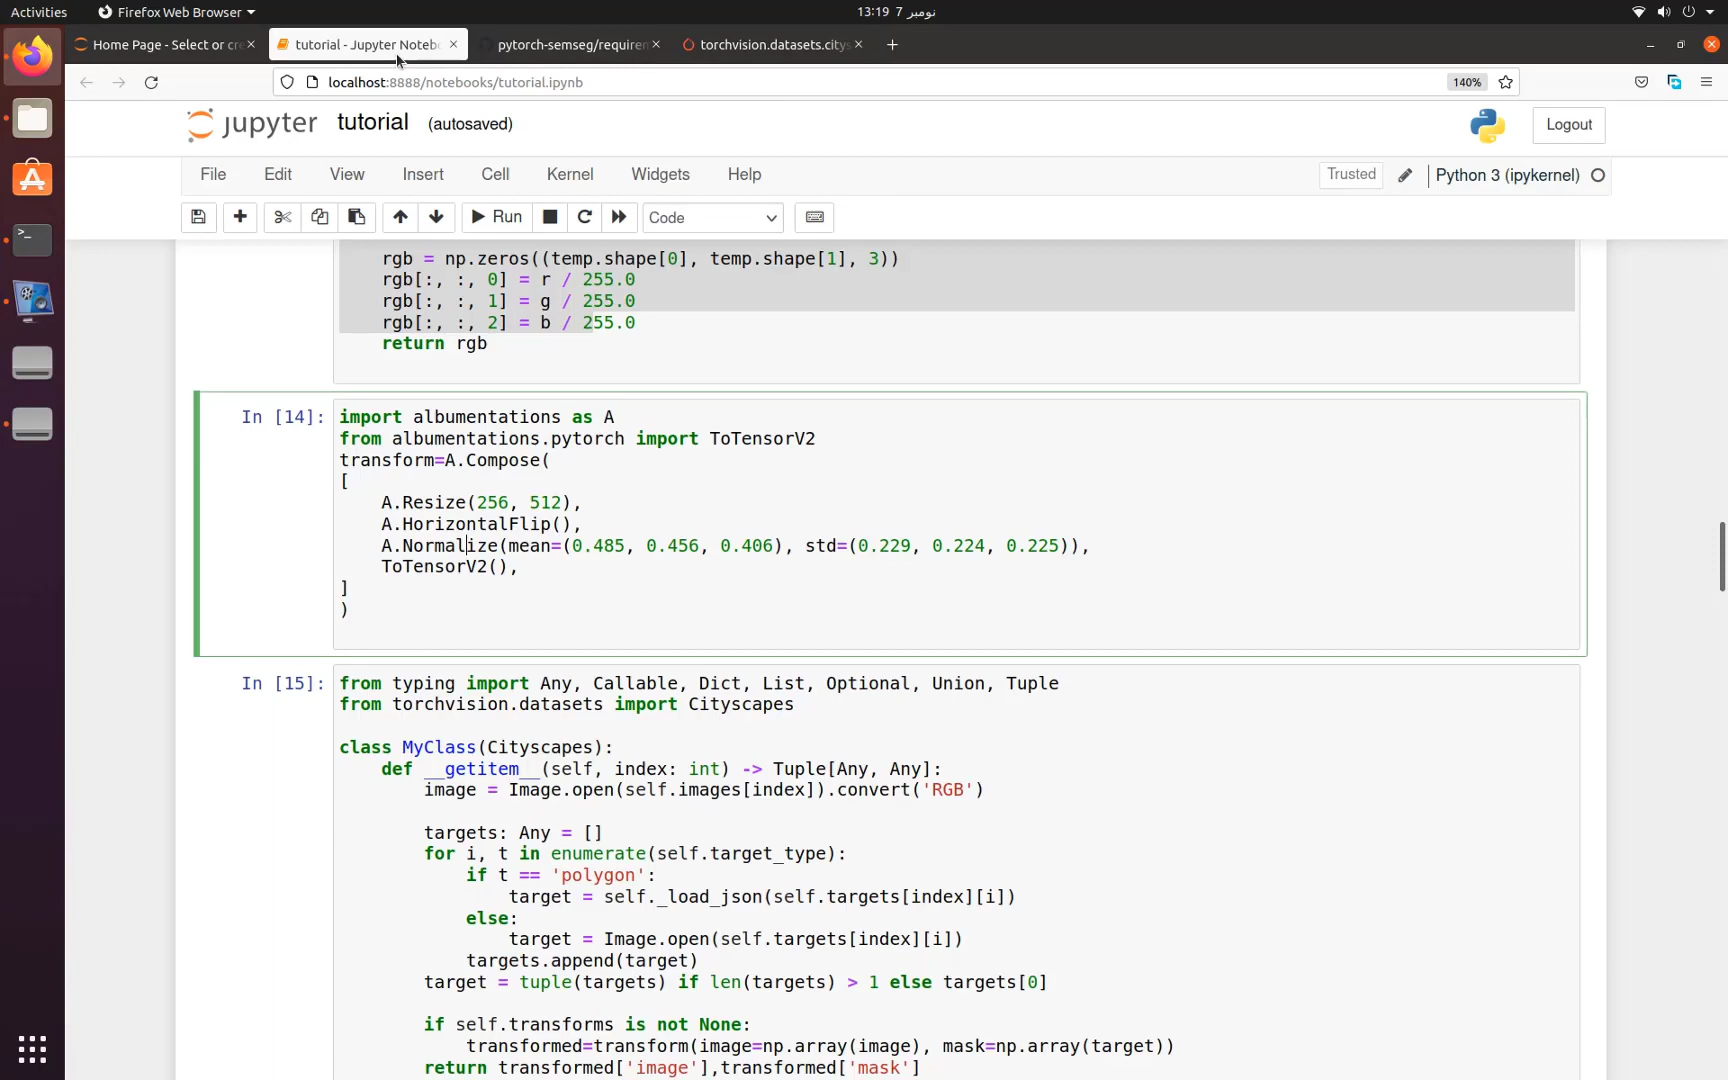 Activities Firefox Web Browser 13:19 7 نومبر
Home Page - Select or cre tutorial - Jupyter Noteb pytorch-semseg/requirem torchvision.datasets.citys
localhost:8888/notebooks/tutorial.ipynb 140%
jupyter tutorial (autosaved) Logout
File Edit View Insert Cell Kernel Widgets Help Trusted Python 3 (ipykernel)
Run Code
rgb = np.zeros((temp.shape[0], temp.shape[1], 3))
rgb[:, :, 0] = r / 255.0
rgb[:, :, 1] = g / 255.0
rgb[:, :, 2] = b / 255.0
return rgb
In [14]: import albumentations as A
from albumentations.pytorch import ToTensorV2
transform=A.Compose(
[
A.Resize(256, 512),
A.HorizontalFlip(),
A.Normalize(mean=(0.485, 0.456, 0.406), std=(0.229, 0.224, 0.225)),
ToTensorV2(),
]
)
In [15]: from typing import Any, Callable, Dict, List, Optional, Union, Tuple
from torchvision.datasets import Cityscapes
class MyClass(Cityscapes):
def __getitem__(self, index: int) -> Tuple[Any, Any]:
image = Image.open(self.images[index]).convert('RGB')
targets: Any = []
for i, t in enumerate(self.target_type):
if t == 'polygon':
target = self._load_json(self.targets[index][i])
else:
target = Image.open(self.targets[index][i])
targets.append(target)
target = tuple(targets) if len(targets) > 1 else targets[0]
if self.transforms is not None:
transformed=transform(image=np.array(image), mask=np.array(target))
return transformed['image'],transformed['mask']